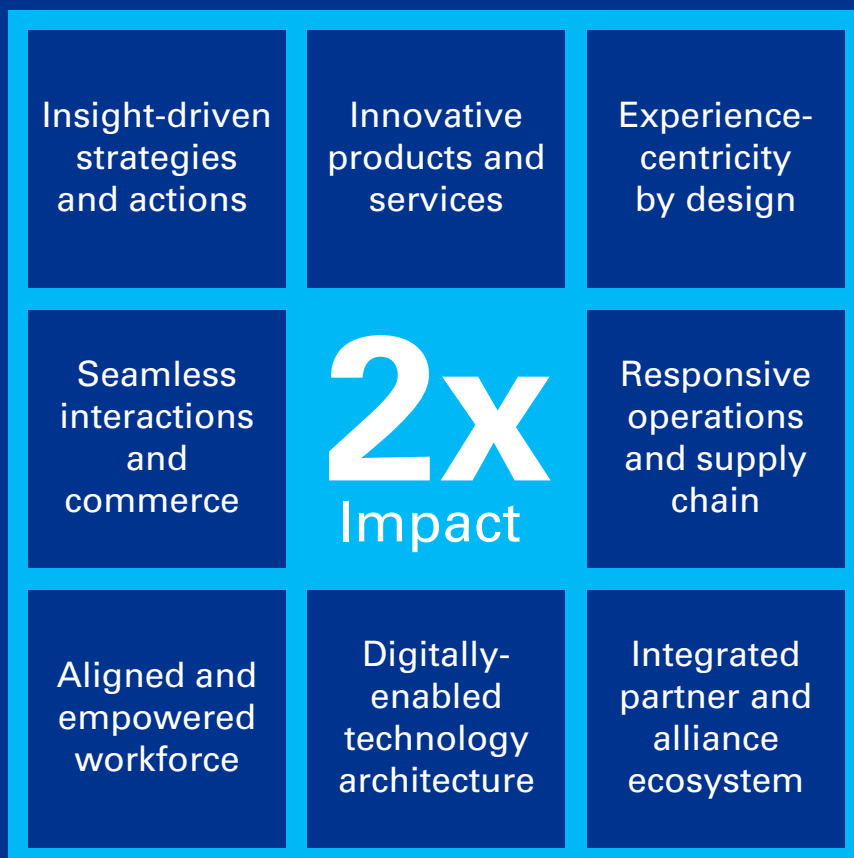 Insight-driven
strategies
and actions
Innovative
products and
services
Experience-
centricity
by design
Seamless
interactions
and
commerce
2x
Impact
Responsive
operations
and supply
chain
Aligned and
empowered
workforce
Digitally-
enabled
technology
architecture
Integrated
partner and
alliance
ecosystem